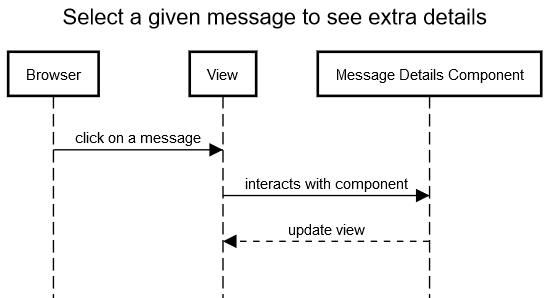 Select a given message to see extra details
Browser
View
Message Details Component
click on a message
interacts with component
update view